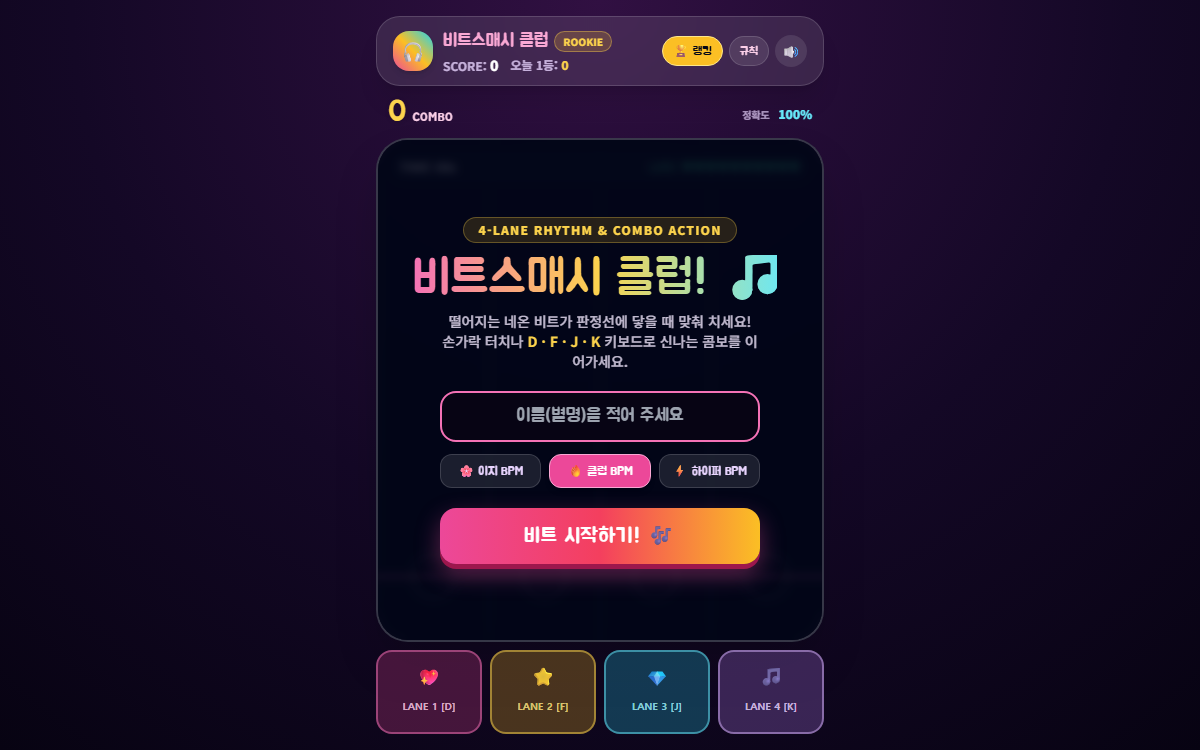 비트스매시 클럽 ROOKIE
SCORE: 0 오늘 1등: 0
랭킹
규칙
0 COMBO
정확도 100%
4-LANE RHYTHM & COMBO ACTION
비트스매시 클럽!
떨어지는 네온 비트가 판정선에 닿을 때 맞춰 치세요!
손가락 터치나 D · F · J · K 키보드로 신나는 콤보를 이
어가세요.
이름(별명)을 적어 주세요
이지 BPM
클럽 BPM
하이퍼 BPM
비트 시작하기!
LANE 1 [D]
LANE 2 [F]
LANE 3 [J]
LANE 4 [K]